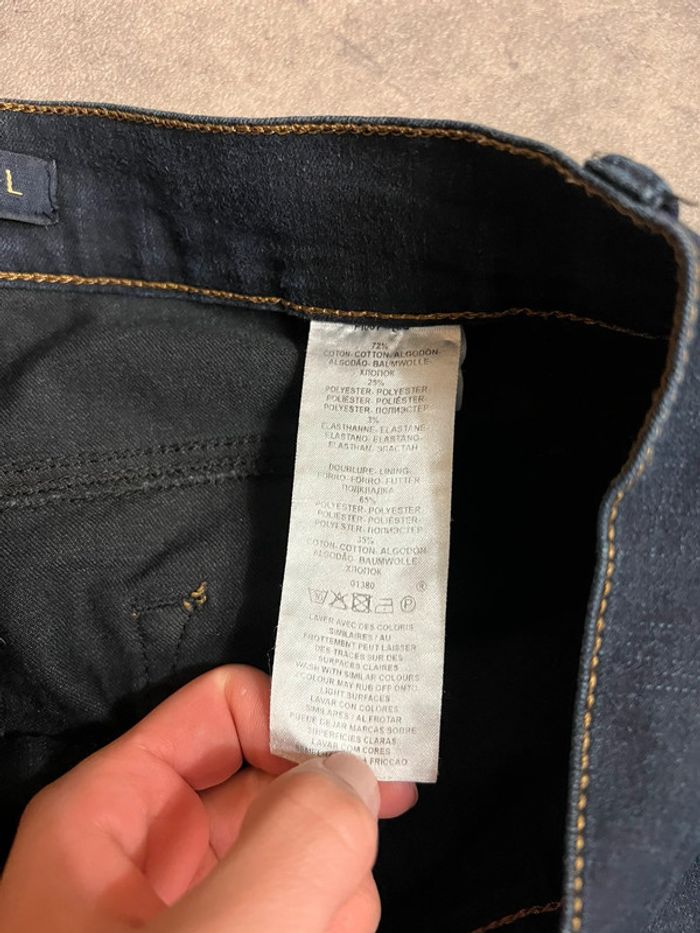 L
72%
COTON- COTTON- ALGODÓN-
ALGODÃO- BAUMWOLLE-
ХЛОПОК
25%
POLYESTER- POLYESTER-
POLIÉSTER- POLIÉSTER-
POLYESTER- ПОЛИЭСТЕР
3%
ELASTHANNE- ELASTANE-
ELASTANO- ELASTANO-
ELASTHAN- ЭЛАСТАН
DOUBLURE- LINING-
FORRO- FORRO- FUTTER
ПОДКЛАДКА
65%
POLYESTER- POLYESTER-
POLIÉSTER- POLIÉSTER-
POLYESTER- ПОЛИЭСТЕР
35%
COTON- COTTON- ALGODÓN-
ALGODÃO- BAUMWOLLE-
ХЛОПОК
01380
®
P
LAVER AVEC DES COLORIS
SIMILAIRES / AU
FROTTEMENT PEUT LAISSER
DES TRACES SUR DES
SURFACES CLAIRES
WASH WITH SIMILAR COLOURS
COLOUR MAY RUB OFF ONTO
LIGHT SURFACES
LAVAR CON COLORES
SIMILARES / AL FROTAR
PUEDE DEJAR MARCAS SOBRE
SUPERFICIES CLARAS
LAVAR COM CORES
FRICCAO